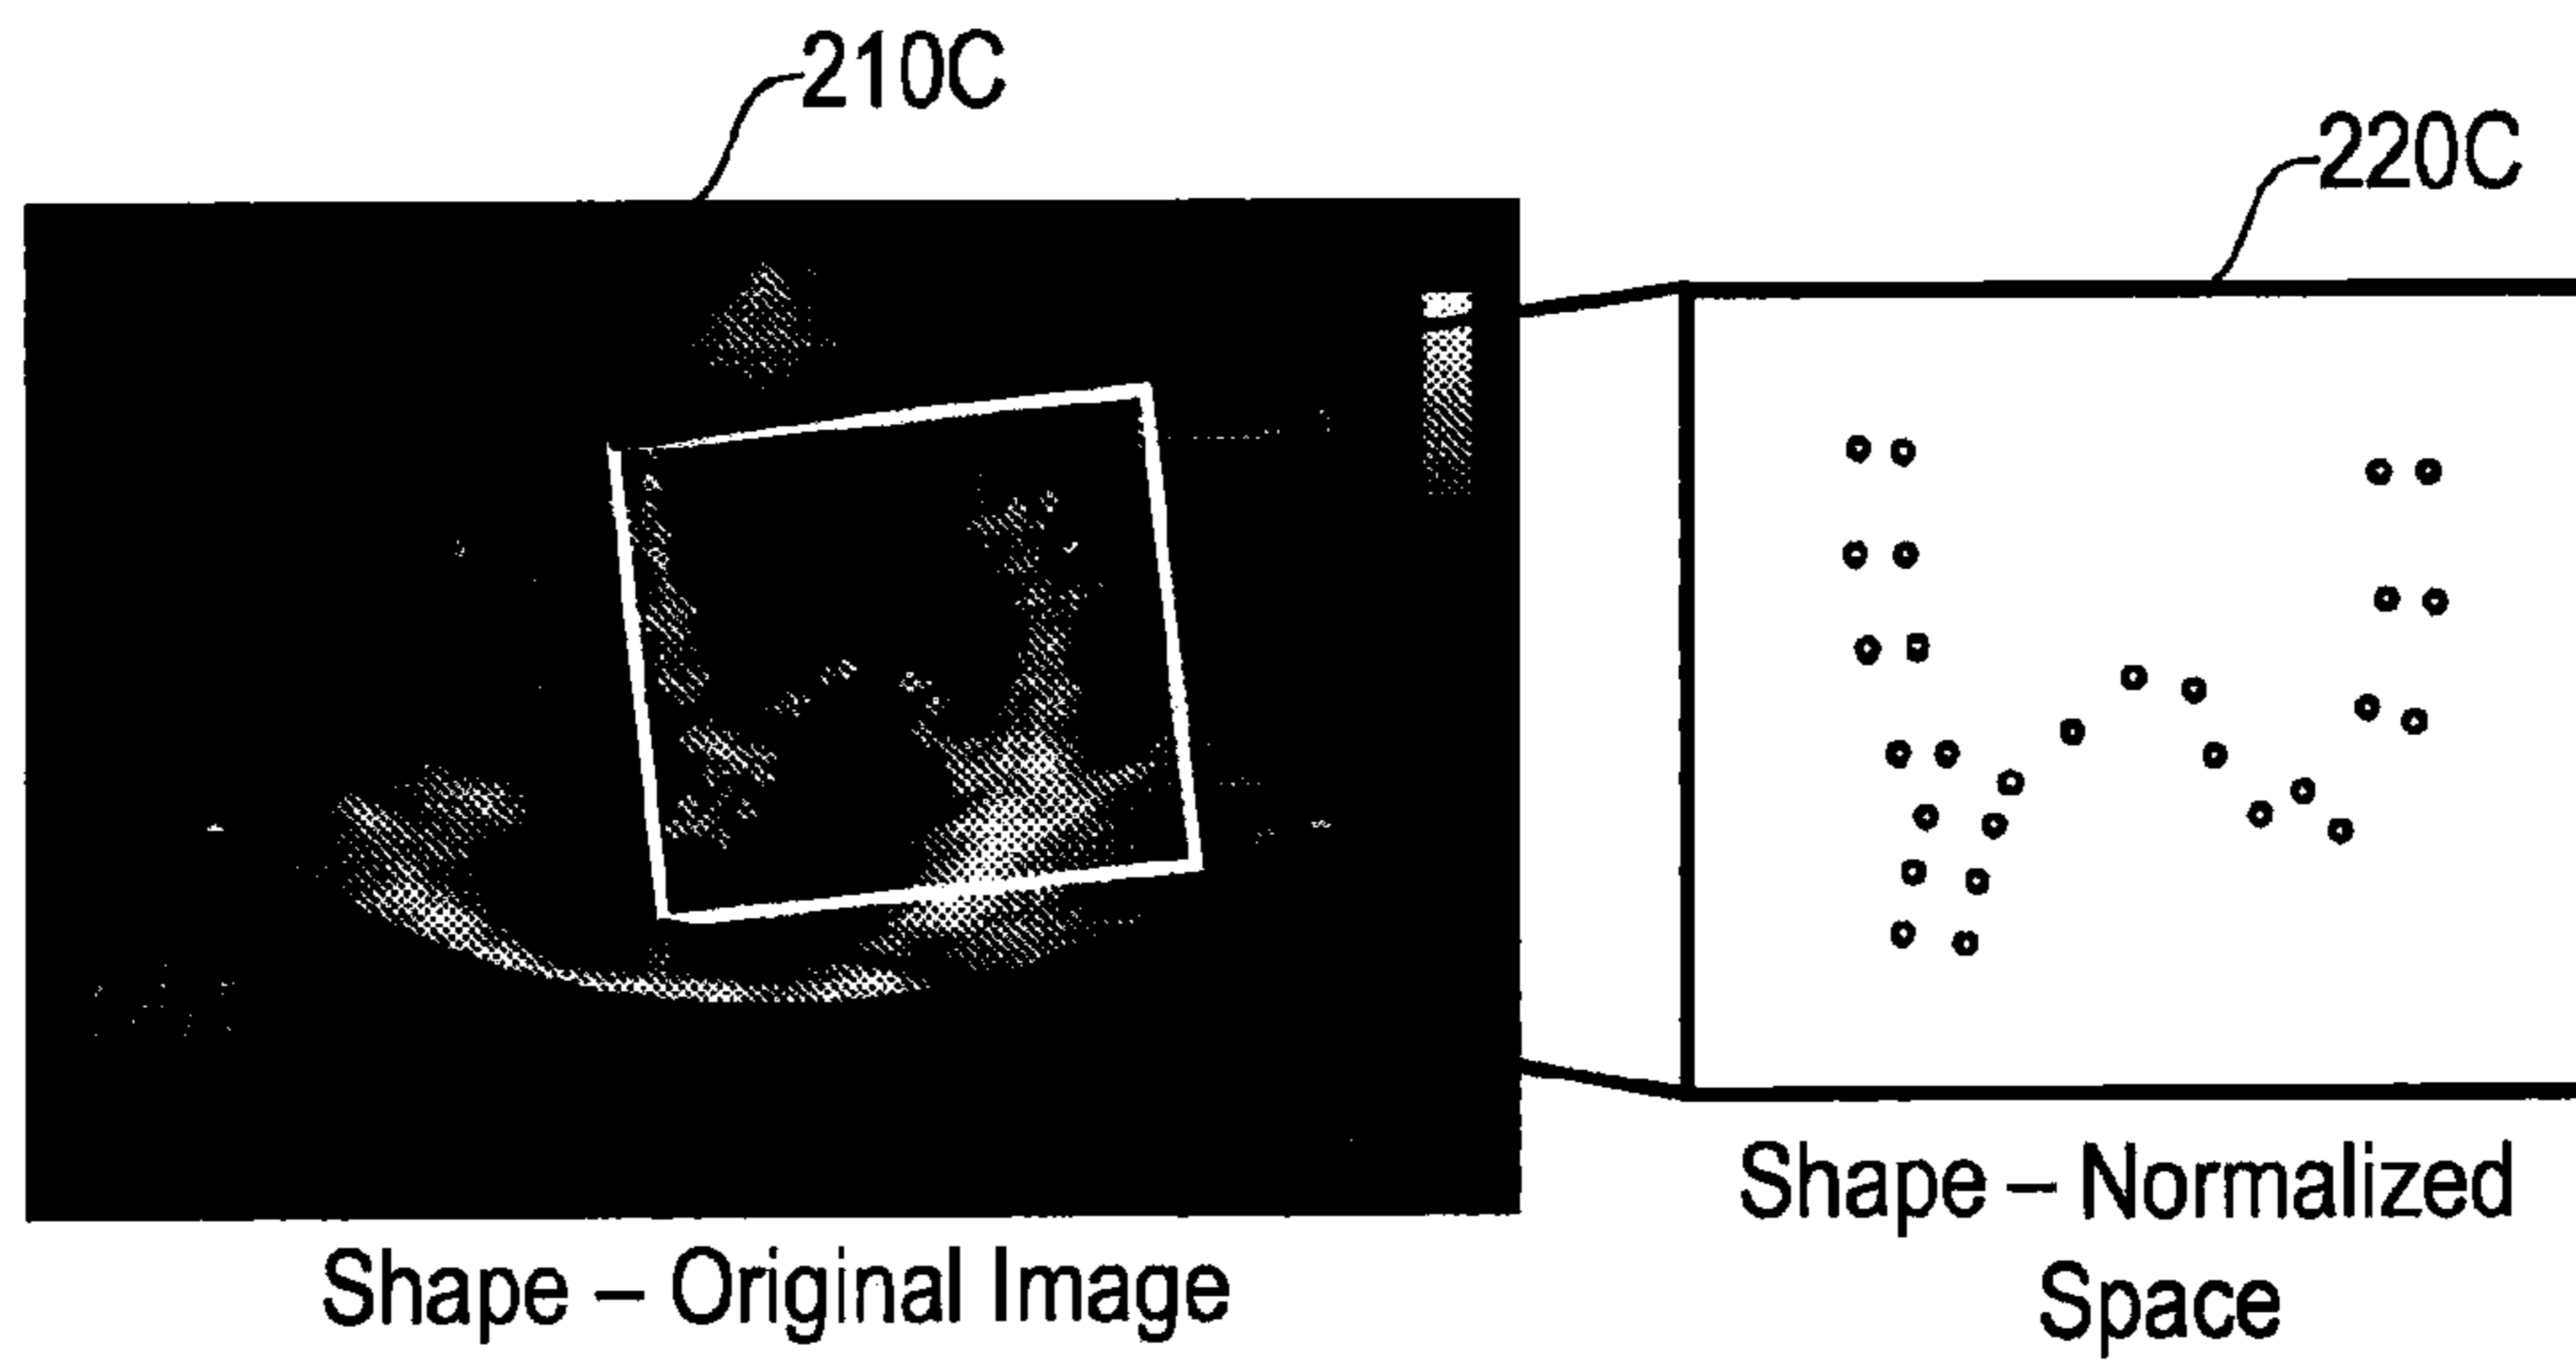 210C
220C
Shape – Original Image
Shape – Normalized
Space